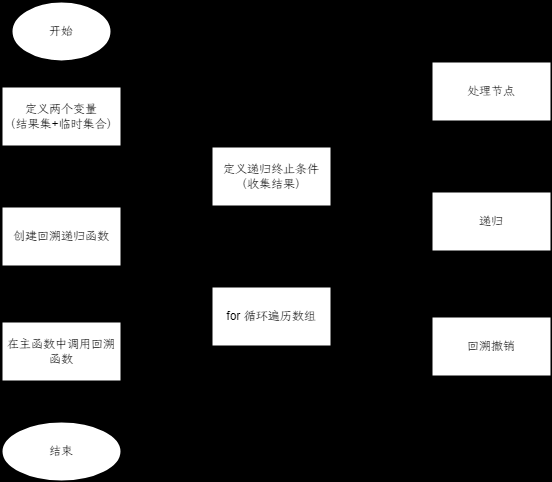 开始
定义两个变量
(结果集+临时集合)
创建回溯递归函数
在主函数中调用回溯
函数
结束
定义递归终止条件
(收集结果)
for 循环遍历数组
处理节点
递归
回溯撤销